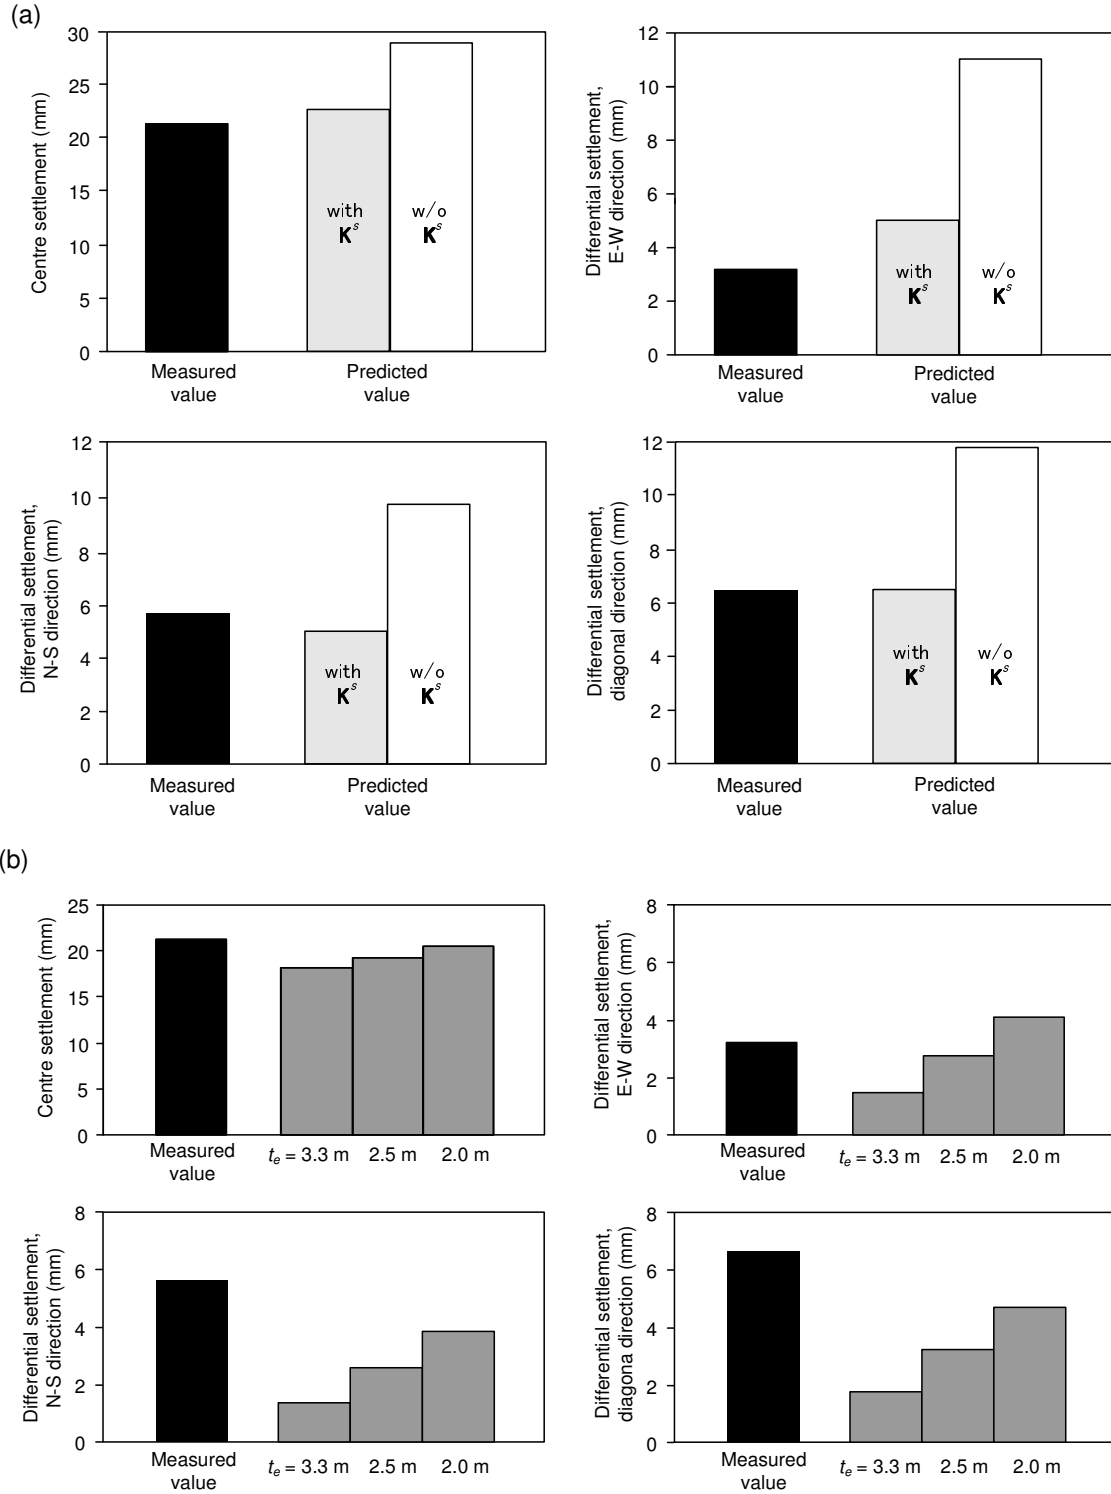 (a)
Centre settlement (mm)
30
25
20
15
10
5
0
with
K^s
w/o
K^s
Measured
value
Predicted
value
Differential settlement,
E-W direction (mm)
12
10
8
6
4
2
0
with
K^s
w/o
K^s
Measured
value
Predicted
value
Differential settlement,
N-S direction (mm)
12
10
8
6
4
2
0
with
K^s
w/o
K^s
Measured
value
Predicted
value
Differential settlement,
diagonal direction (mm)
12
10
8
6
4
2
0
with
K^s
w/o
K^s
Measured
value
Predicted
value
(b)
Centre settlement (mm)
25
20
15
10
5
0
Measured
value
t_e = 3.3 m 2.5 m 2.0 m
Differential settlement,
E-W direction (mm)
8
6
4
2
0
Measured
value
t_e = 3.3 m 2.5 m 2.0 m
Differential settlement,
N-S direction (mm)
8
6
4
2
0
Measured
value
t_e = 3.3 m 2.5 m 2.0 m
Differential settlement,
diagona direction (mm)
8
6
4
2
0
Measured
value
t_e = 3.3 m 2.5 m 2.0 m